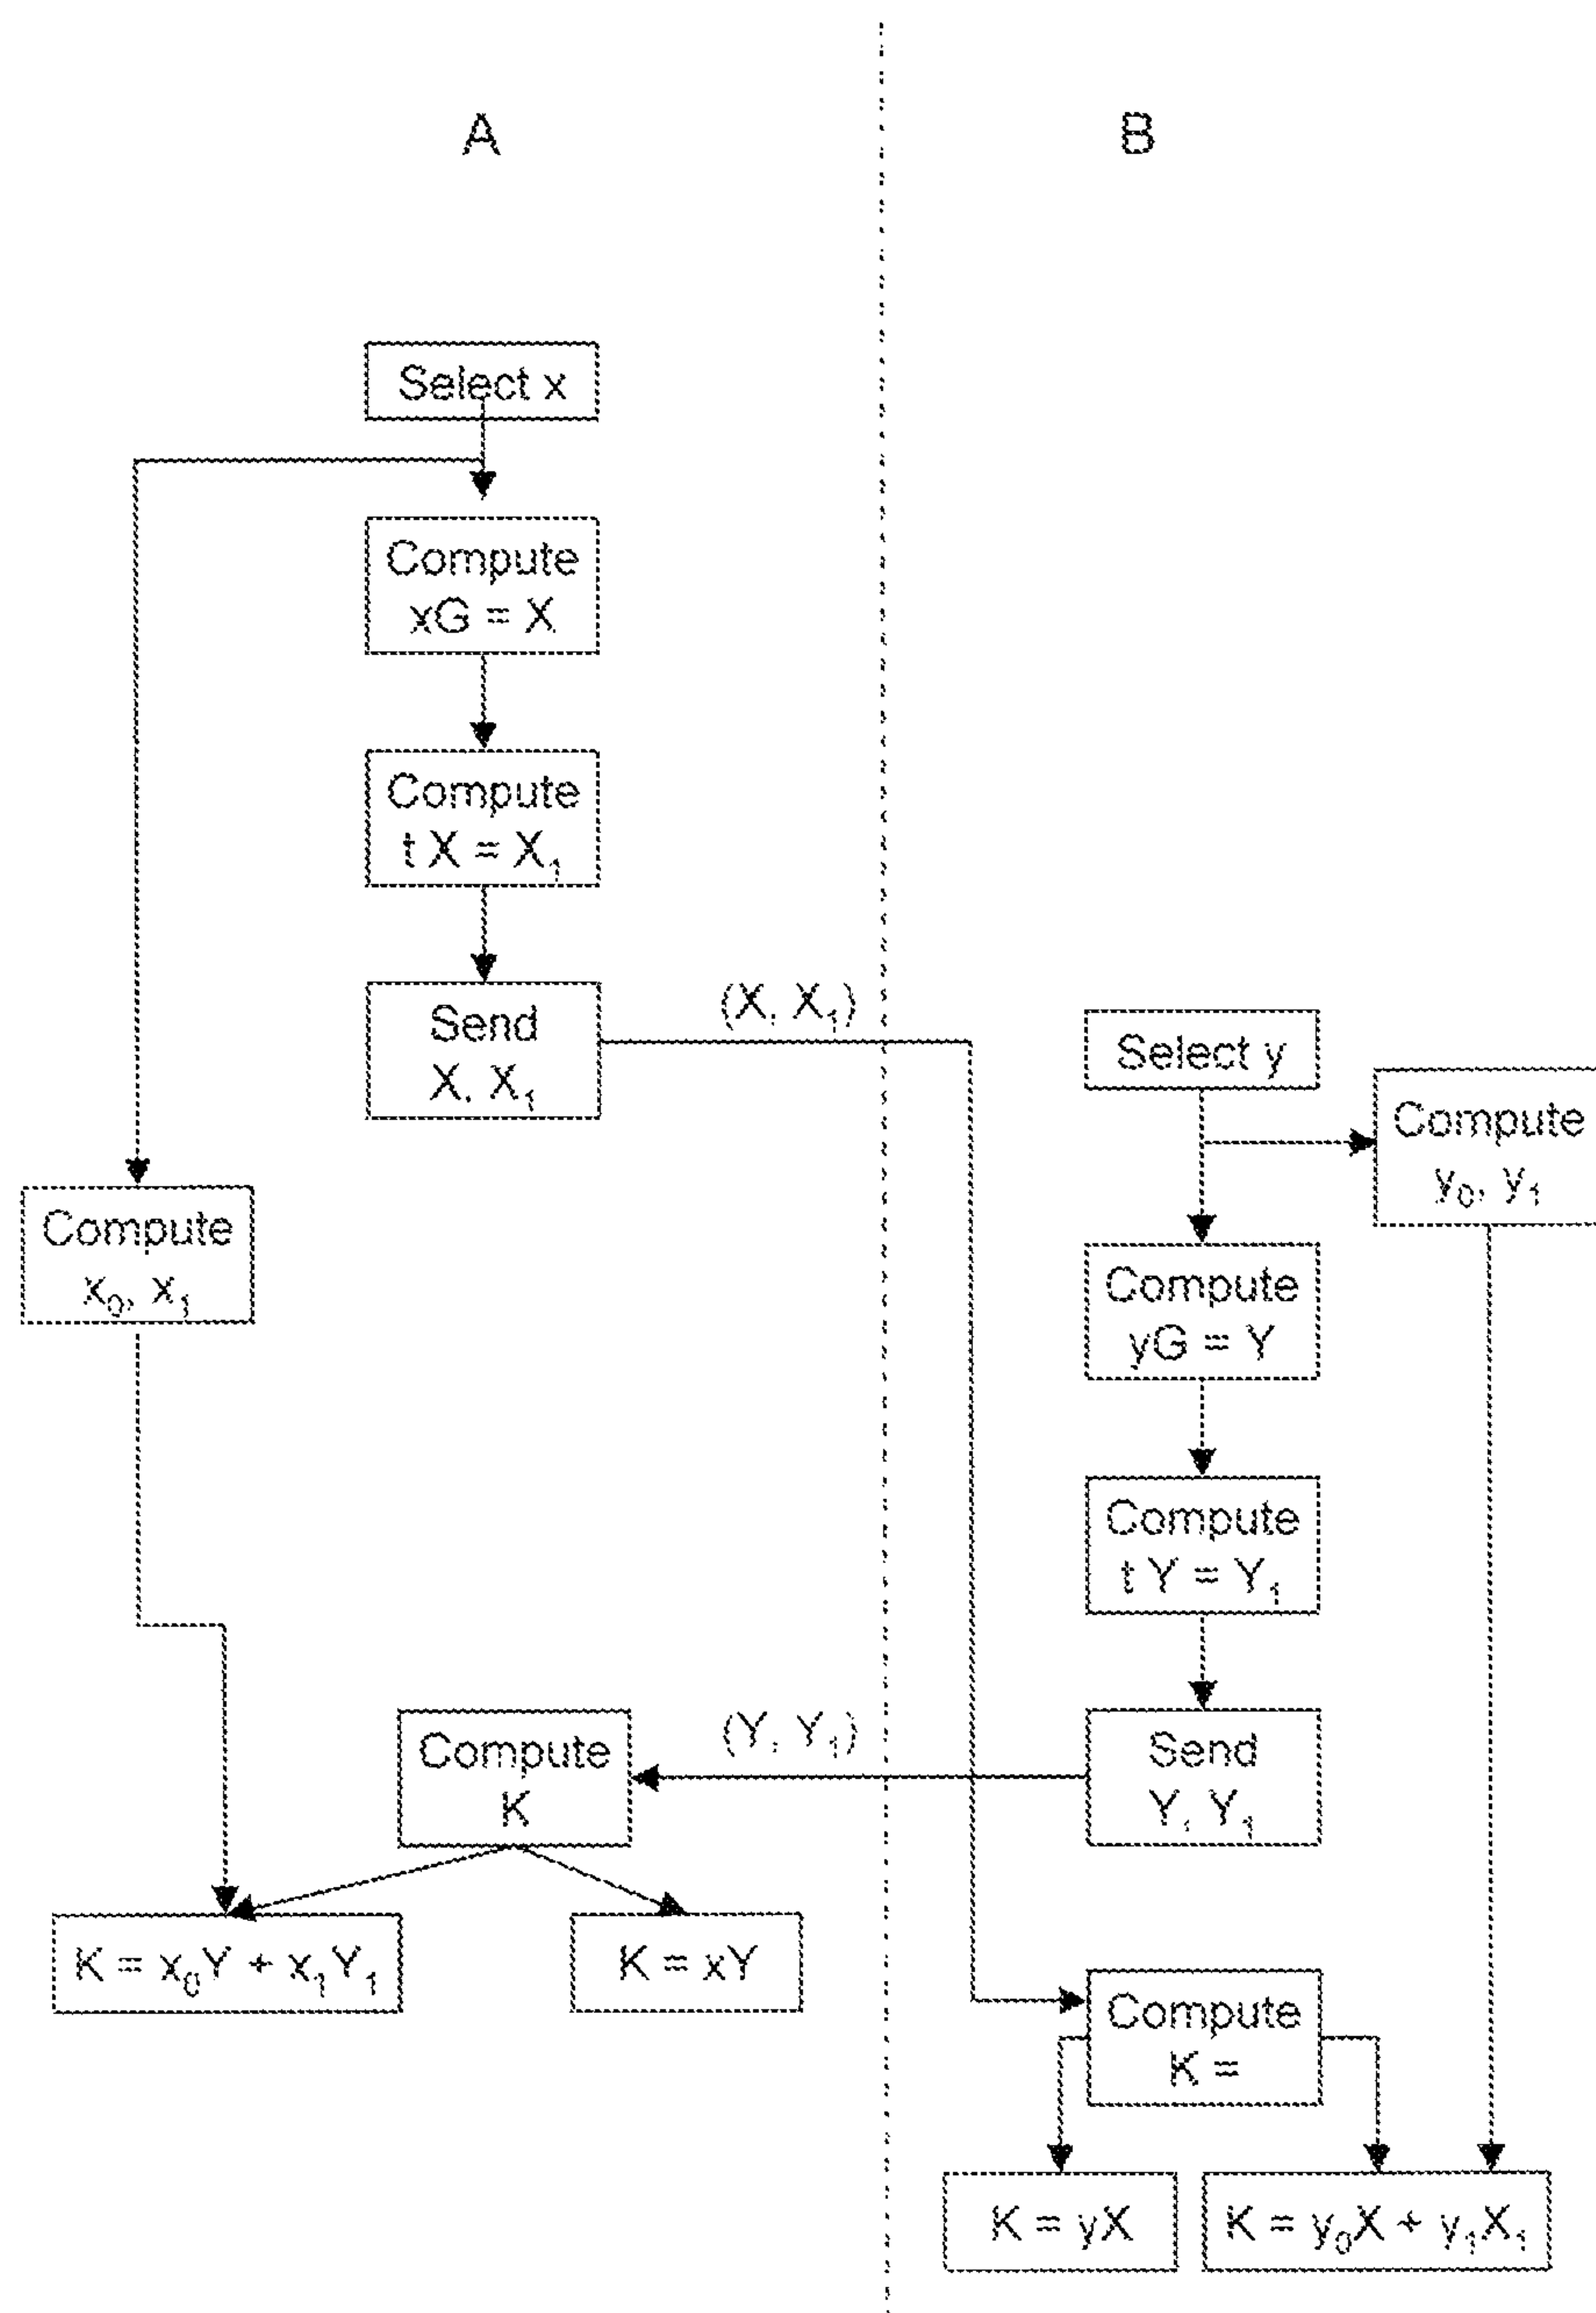 A
B
Select x
Compute
xG = X
Compute
t X = X₁
Send
X, X₁
(X, X₁)
Select y
Compute
y₀, y₁
Compute
x₀, x₁
Compute
yG = Y
Compute
t Y = Y₁
Send
Y, Y₁
(Y, Y₁)
Compute
K
K = x₀Y + x₁Y₁
K = xY
Compute
K =
K = yX
K = y₀X + y₁X₁